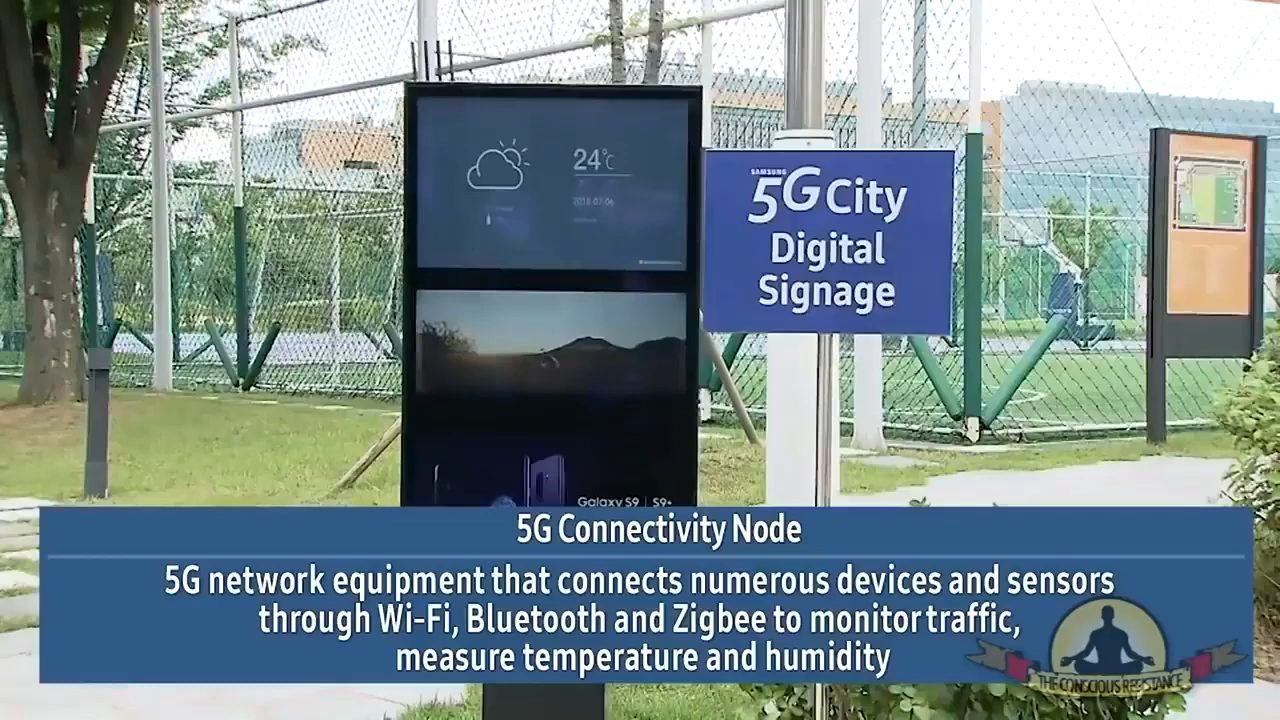 24°C
2018-07-06
SAMSUNG
5G City
Digital
Signage
Galaxy S9 | S9+
5G Connectivity Node
5G network equipment that connects numerous devices and sensors
through Wi-Fi, Bluetooth and Zigbee to monitor traffic,
measure temperature and humidity
THE CONSCIOUS RESISTANCE